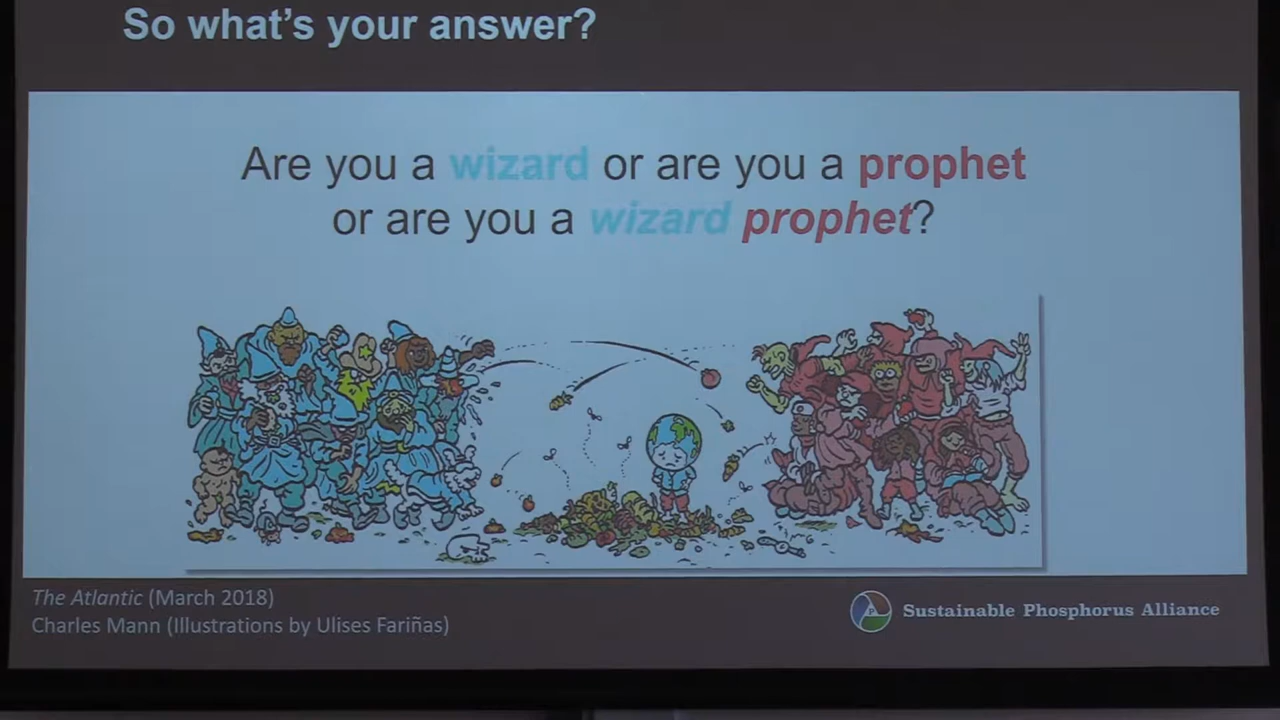 So what's your answer?
Are you a wizard or are you a prophet
or are you a wizard prophet?
The Atlantic (March 2018)
Charles Mann (Illustrations by Ulises Fariñas)
Sustainable Phosphorus Alliance